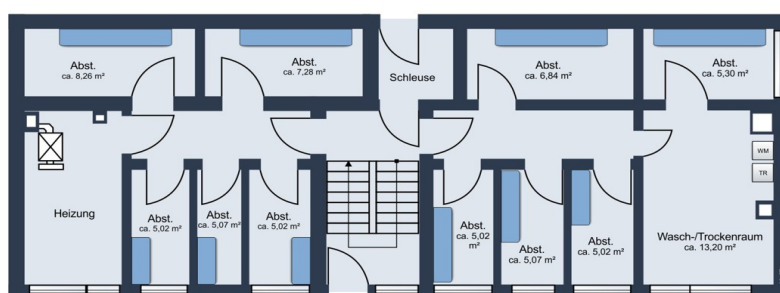 Abst.
ca. 8,26 m²
Abst.
ca. 7,28 m²
Schleuse
Abst.
ca. 6,84 m²
Abst.
ca. 5,30 m²
Heizung
Abst.
ca. 5,02 m²
Abst.
ca. 5,07 m²
Abst.
ca. 5,02 m²
Abst.
ca. 5,02
m²
Abst.
ca. 5,07 m²
Abst.
ca. 5,02 m²
WM
TR
Wasch-/Trockenraum
ca. 13,20 m²